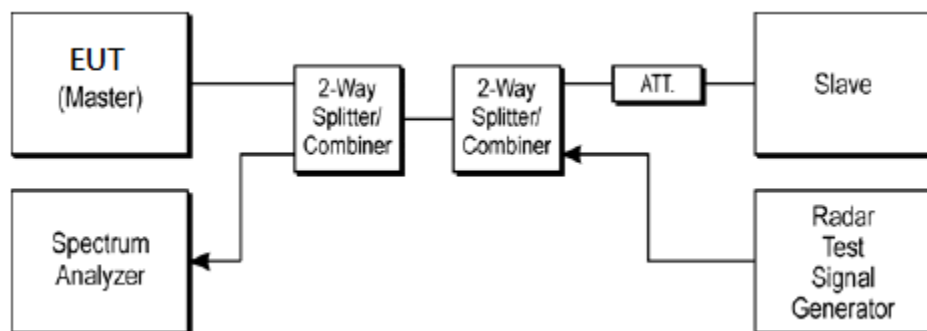 EUT
(Master)
2-Way
Splitter/
Combiner
2-Way
Splitter/
Combiner
ATT.
Slave
Spectrum
Analyzer
Radar
Test
Signal
Generator